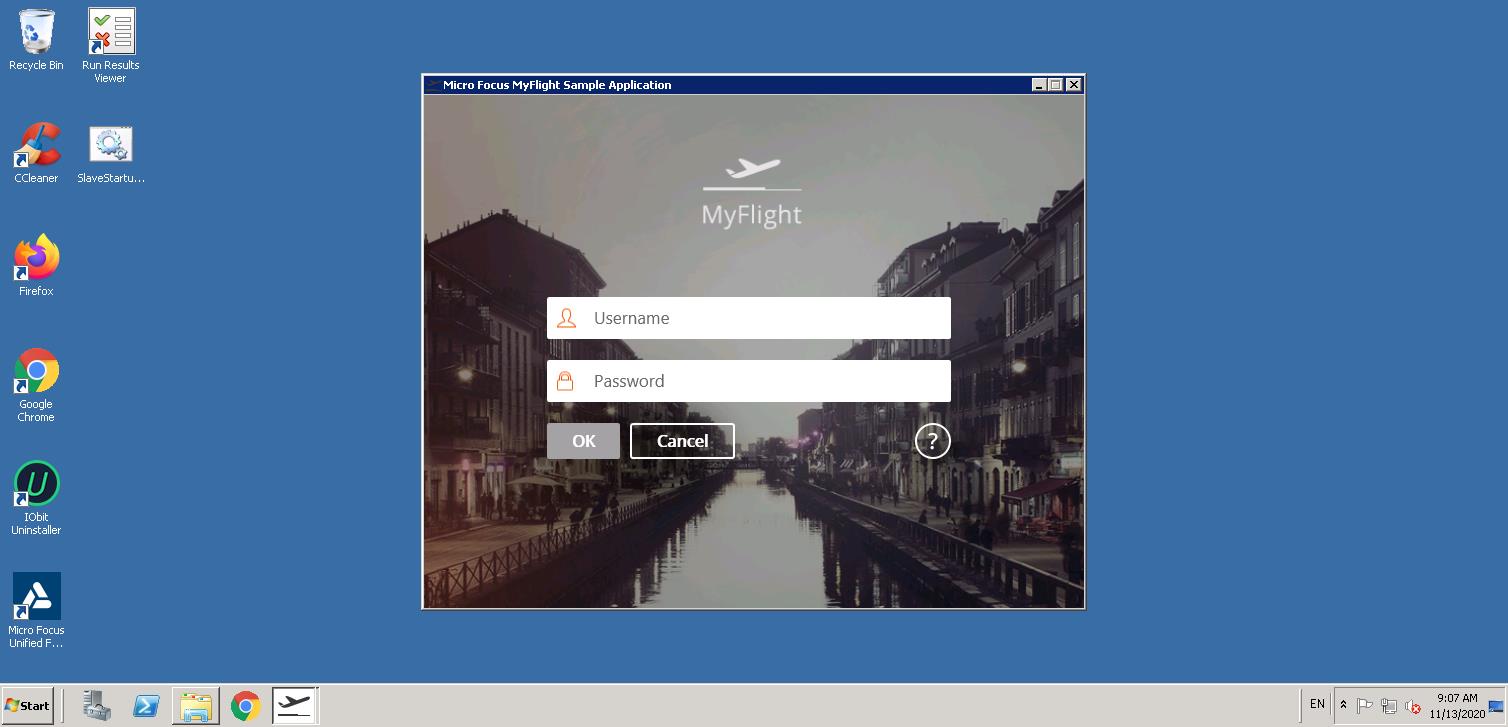 Recycle Bin
Run Results
Viewer
CCleaner
SlaveStartu...
Firefox
Google
Chrome
IObit
Uninstaller
Micro Focus
Unified F...
Micro Focus MyFlight Sample Application
MyFlight
Username
Password
OK
Cancel
?
Start
EN
9:07 AM
11/13/2020